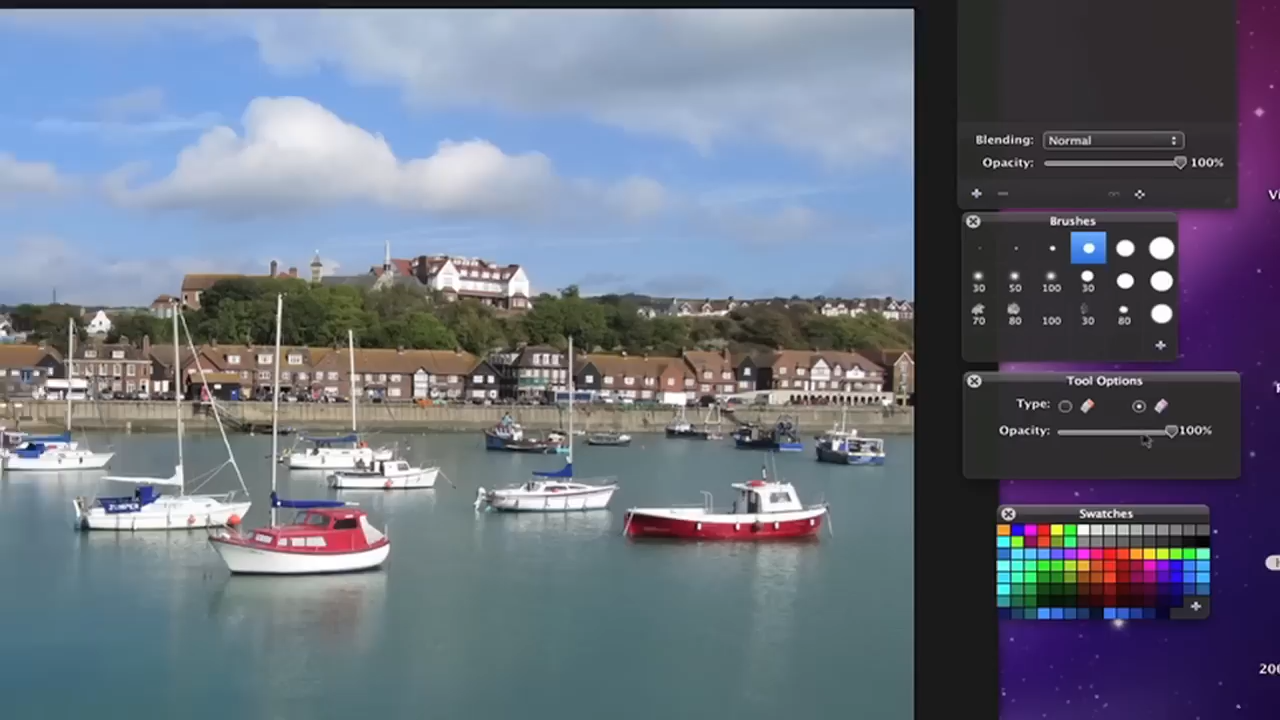 Blending: Normal
Opacity: 100%
Brushes
30 50 100 30
70 80 100 30 80
Tool Options
Type:
Opacity: 100%
Swatches